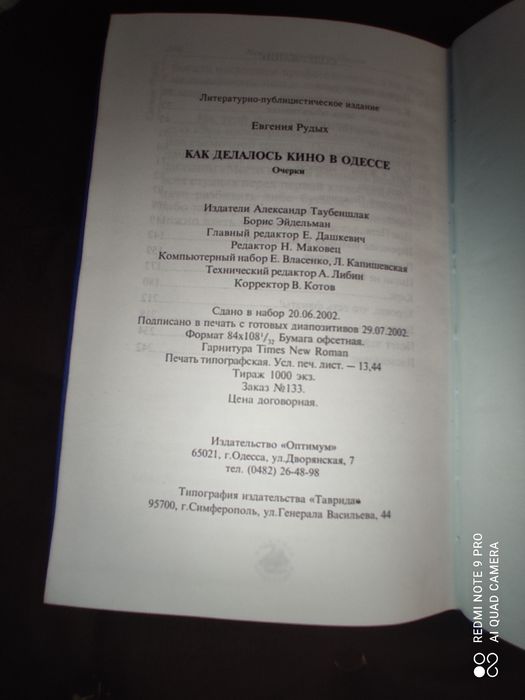 Литературно-публицистическое издание
Евгения Рудых
КАК ДЕЛАЛОСЬ КИНО В ОДЕССЕ
Очерки
Издатели Александр Таубеншлак
Борис Эйдельман
Главный редактор Е. Дашкевич
Редактор Н. Маковец
Компьютерный набор Е. Власенко, Л. Капишевская
Технический редактор А. Либин
Корректор В. Котов
Сдано в набор 20.06.2002.
Подписано в печать с готовых диапозитивов 29.07.2002.
Формат 84х108¹/₃₂ Бумага офсетная.
Гарнитура Times New Roman
Печать типографская. Усл. печ. лист. — 13,44
Тираж 1000 экз.
Заказ №133.
Цена договорная.
Издательство «Оптимум»
65021, г.Одесса, ул.Дворянская, 7
тел. (0482) 26-48-98
Типография издательства «Таврида»
95700, г.Симферополь, ул.Генерала Васильева, 44
REDMI NOTE 9 PRO
AI QUAD CAMERA